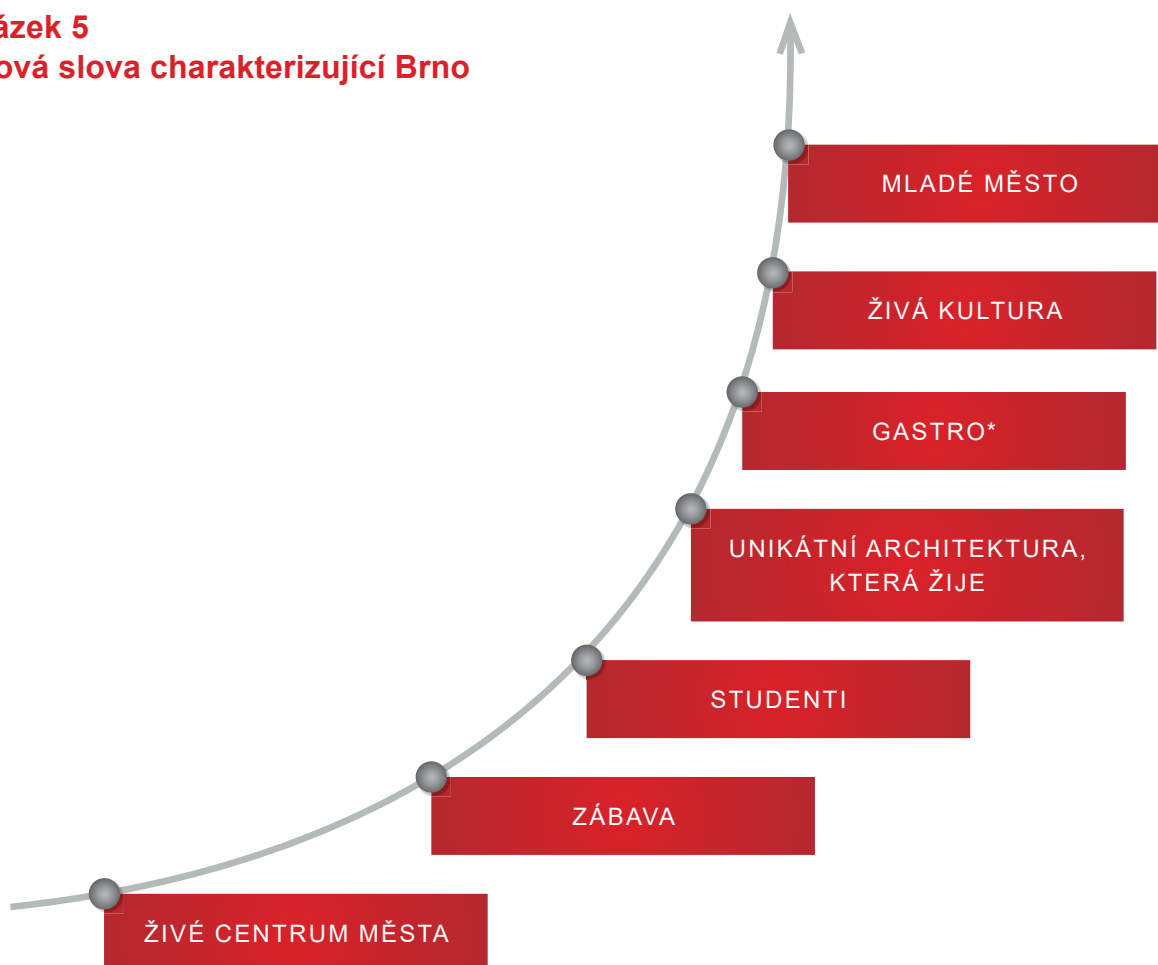 ázek 5
ová slova charakterizující Brno
MLADÉ MĚSTO
ŽIVÁ KULTURA
GASTRO*
UNIKÁTNÍ ARCHITEKTURA,
KTERÁ ŽIJE
STUDENTI
ZÁBAVA
ŽIVÉ CENTRUM MĚSTA